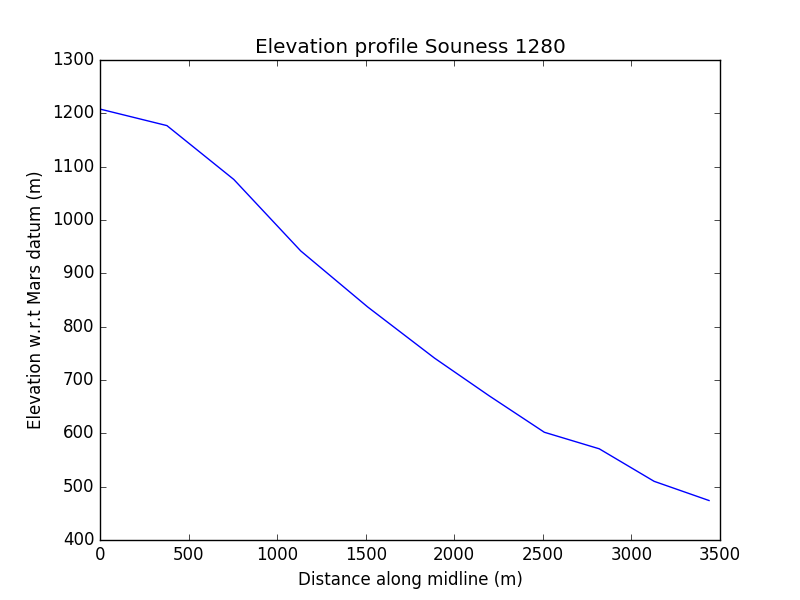 Elevation profile Souness 1280
1300
1200
1100
1000
900
800
700
600
500
400
Elevation w.r.t Mars datum (m)
0 500 1000 1500 2000 2500 3000 3500
Distance along midline (m)